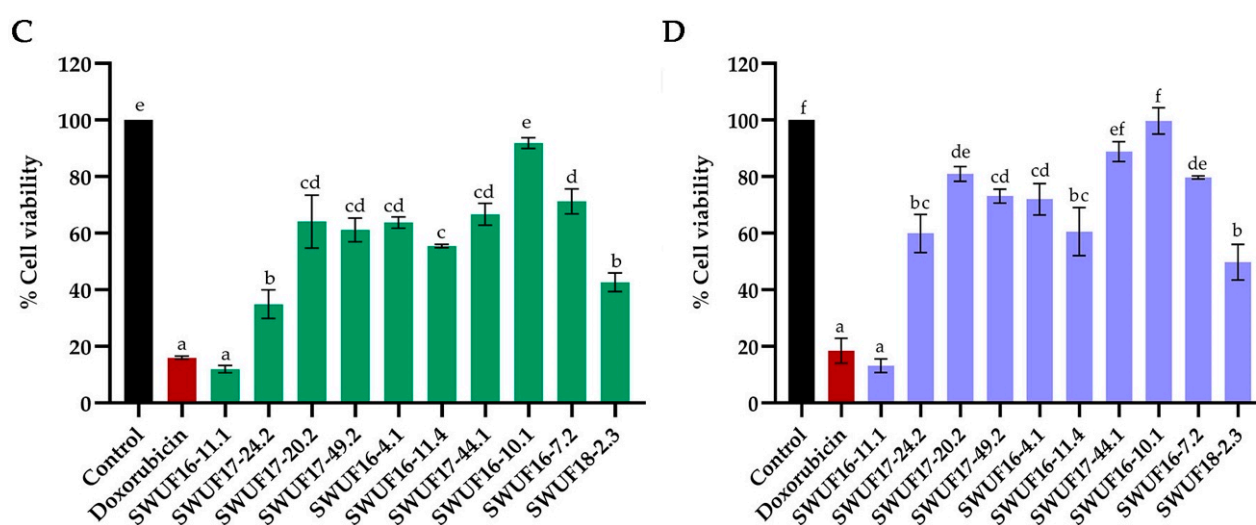 C
% Cell viability
120
100
80
60
40
20
0
e
a
a
b
cd
cd
cd
c
cd
e
d
b
Control
Doxorubicin
SWUF16-11.1
SWUF17-24.2
SWUF17-20.2
SWUF17-49.2
SWUF16-4.1
SWUF16-11.4
SWUF17-44.1
SWUF16-10.1
SWUF16-7.2
SWUF18-2.3
D
% Cell viability
120
100
80
60
40
20
0
f
a
a
bc
de
cd
cd
bc
ef
f
de
b
Control
Doxorubicin
SWUF16-11.1
SWUF17-24.2
SWUF17-20.2
SWUF17-49.2
SWUF16-4.1
SWUF16-11.4
SWUF17-44.1
SWUF16-10.1
SWUF16-7.2
SWUF18-2.3